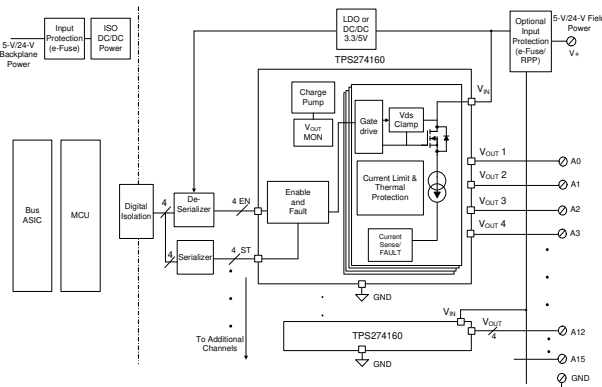 5-V/24-V
Backplane
Power
Input
Protection
(e-Fuse)
ISO
DC/DC
Power
LDO or
DC/DC
3.3/5V
Optional
Input
Protection
(e-Fuse/
RPP)
5-V/24-V Field
Power
V+
TPS274160
VIN
Charge
Pump
VOUT
MON
Gate
drive
Vds
Clamp
Current Limit &
Thermal
Protection
Current
Sense/
FAULT
Enable
and
Fault
Bus
ASIC
MCU
Digital
Isolation
4
4
De-
Serializer
Serializer
4 EN
4 ST
VOUT 1
VOUT 2
VOUT 3
VOUT 4
A0
A1
A2
A3
GND
To Additional
Channels
VIN
TPS274160
VOUT
4
A12
A15
GND
GND